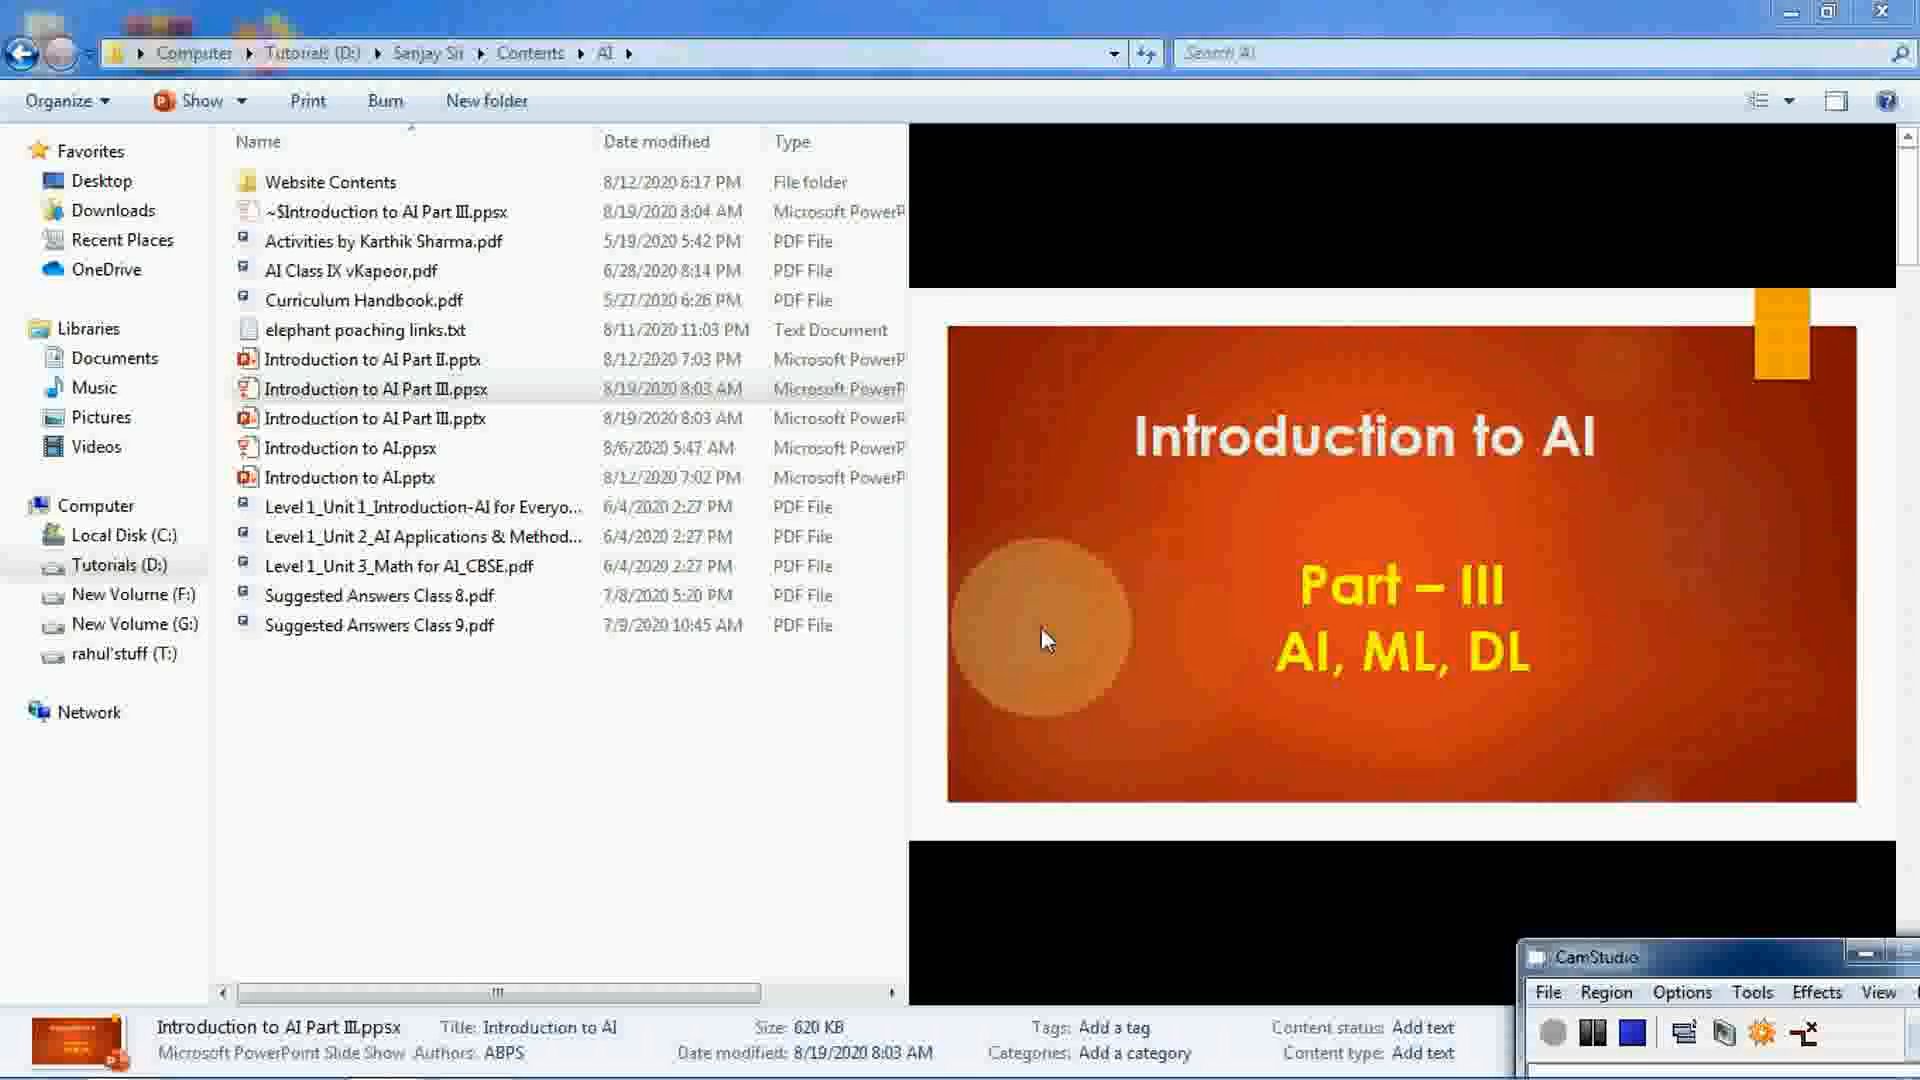 Computer Tutorials (D:) Sanjay Sir Contents AI
Search AI
Organize Show Print Burn New folder
Name Date modified Type
Favorites
Desktop
Downloads
Recent Places
OneDrive
Libraries
Documents
Music
Pictures
Videos
Computer
Local Disk (C:)
Tutorials (D:)
New Volume (F:)
New Volume (G:)
rahul'stuff (T:)
Network
Website Contents 8/12/2020 6:17 PM File folder
~$Introduction to AI Part III.ppsx 8/19/2020 8:04 AM Microsoft PowerP
Activities by Karthik Sharma.pdf 5/19/2020 5:42 PM PDF File
AI Class IX vKapoor.pdf 6/28/2020 8:14 PM PDF File
Curriculum Handbook.pdf 5/27/2020 6:26 PM PDF File
elephant poaching links.txt 8/11/2020 11:03 PM Text Document
Introduction to AI Part II.pptx 8/12/2020 7:03 PM Microsoft PowerP
Introduction to AI Part III.ppsx 8/19/2020 8:03 AM Microsoft PowerP
Introduction to AI Part III.pptx 8/19/2020 8:03 AM Microsoft PowerP
Introduction to AI.ppsx 8/6/2020 5:47 AM Microsoft PowerP
Introduction to AI.pptx 8/12/2020 7:02 PM Microsoft PowerP
Level 1_Unit 1_Introduction-AI for Everyo... 6/4/2020 2:27 PM PDF File
Level 1_Unit 2_AI Applications & Method... 6/4/2020 2:27 PM PDF File
Level 1_Unit 3_Math for AI_CBSE.pdf 6/4/2020 2:27 PM PDF File
Suggested Answers Class 8.pdf 7/8/2020 5:20 PM PDF File
Suggested Answers Class 9.pdf 7/9/2020 10:45 AM PDF File
Introduction to AI
Part – III
AI, ML, DL
CamStudio
File Region Options Tools Effects View
Introduction to AI Part III.ppsx Title: Introduction to AI Size: 620 KB Tags: Add a tag Content status: Add text
Microsoft PowerPoint Slide Show Authors: ABPS Date modified: 8/19/2020 8:03 AM Categories: Add a category Content type: Add text